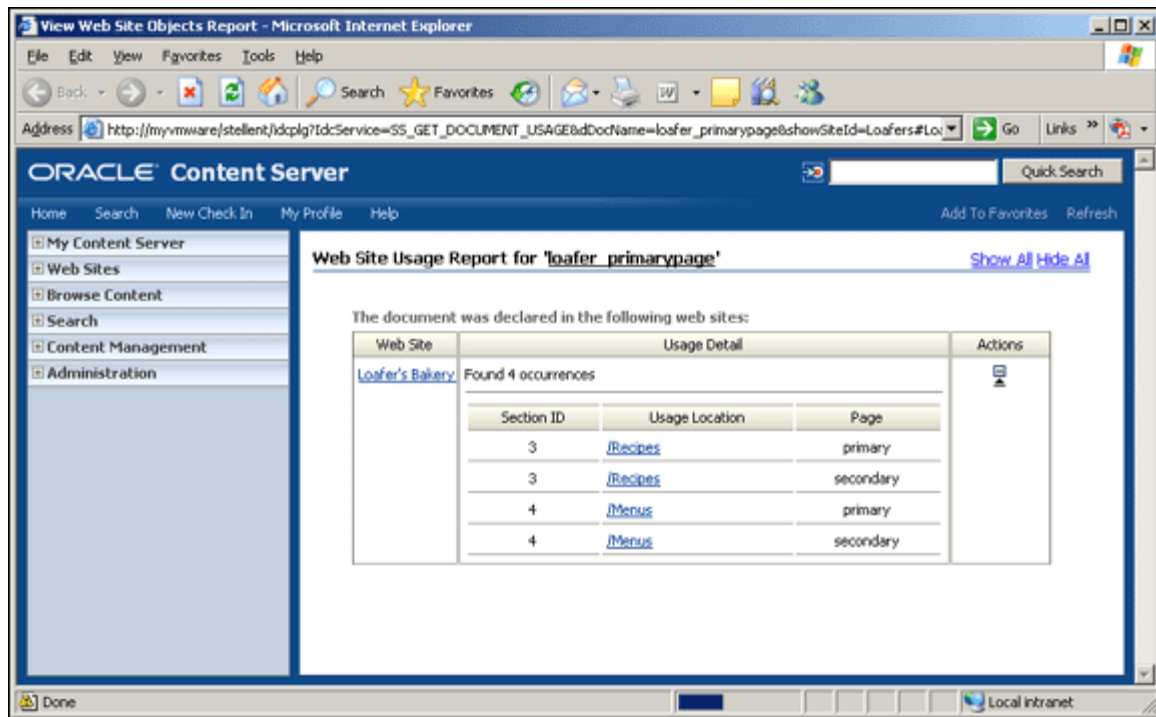 View Web Site Objects Report - Microsoft Internet Explorer
File Edit View Favorites Tools Help
Back Search Favorites
Address http://myvmware/stellent/idcplg?IdcService=SS_GET_DOCUMENT_USAGE&dDocName=loafer_primarypage&showSiteId=Loafers#Loa Go Links »
ORACLE Content Server Quick Search
Home Search New Check In My Profile Help Add To Favorites Refresh
My Content Server
Web Sites
Browse Content
Search
Content Management
Administration
Web Site Usage Report for 'loafer_primarypage' Show All Hide All
The document was declared in the following web sites:
Web Site Usage Detail Actions
Loafer's Bakery Found 4 occurrences
Section ID Usage Location Page
3 /Recipes primary
3 /Recipes secondary
4 /Menus primary
4 /Menus secondary
Done Local intranet